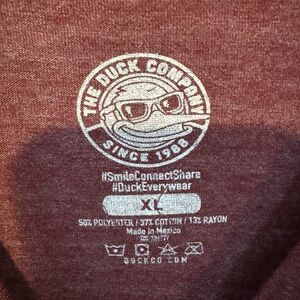 THE DUCK COMPANY
SINCE 1988
#SmileConnectShare
#DuckEverywear
XL
50% POLYESTER / 37% COTTON / 13% RAYON
Made in Mexico
DUCKCO.COM